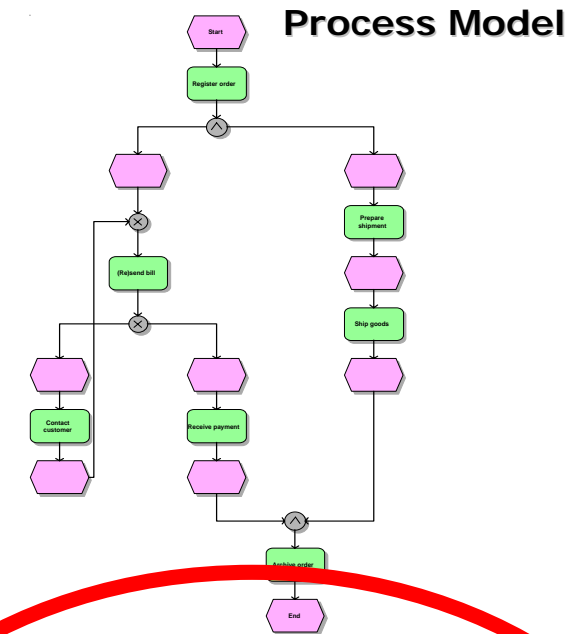 Process Model
Start
Register order
Prepare
shipment
(Re)send bill
Ship goods
Contact
customer
Receive payment
Archive order
End